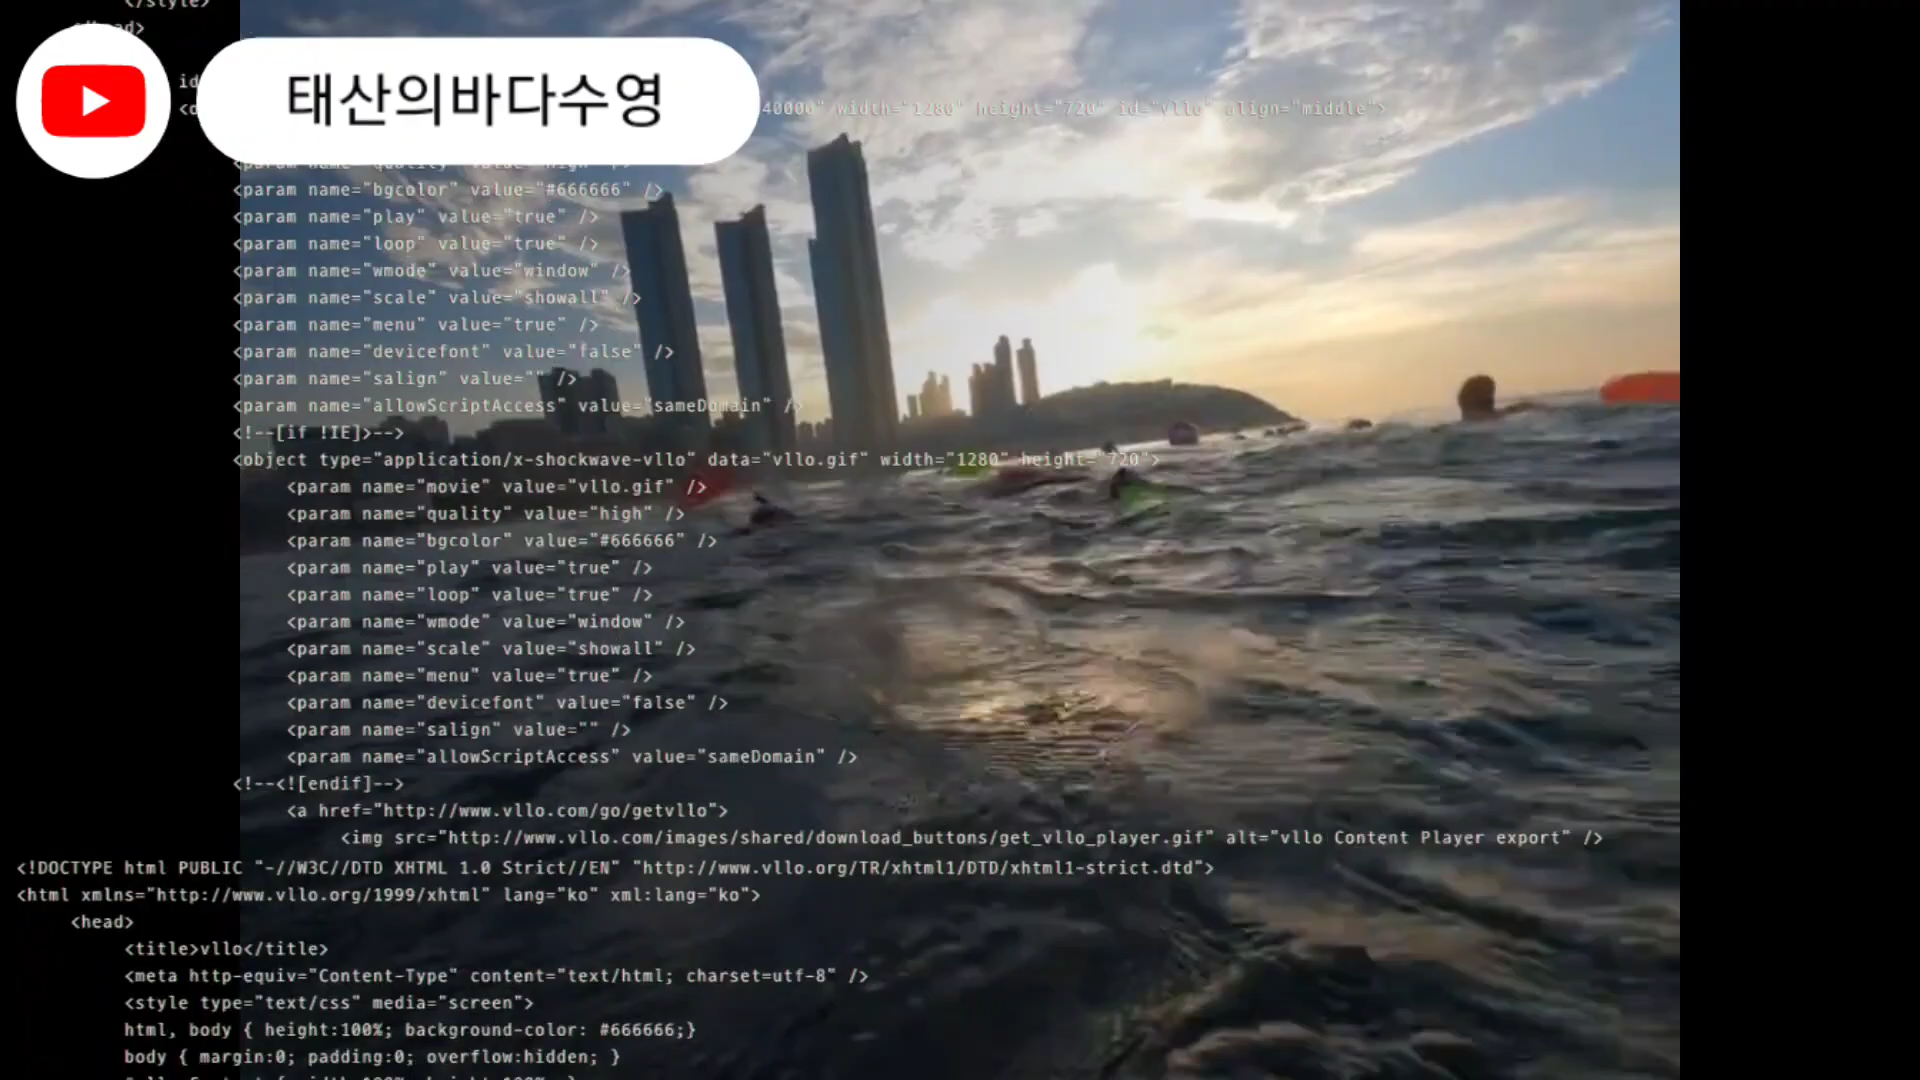 </style>
태산의바다수영
40000" width="1280" height="720" id="vllo" align="middle">
<param name="quality" value="high" />
<param name="bgcolor" value="#666666" />
<param name="play" value="true" />
<param name="loop" value="true" />
<param name="wmode" value="window" />
<param name="scale" value="showall" />
<param name="menu" value="true" />
<param name="devicefont" value="false" />
<param name="salign" value="" />
<param name="allowScriptAccess" value="sameDomain" />
<!--[if !IE]>-->
<object type="application/x-shockwave-vllo" data="vllo.gif" width="1280" height="720">
<param name="movie" value="vllo.gif" />
<param name="quality" value="high" />
<param name="bgcolor" value="#666666" />
<param name="play" value="true" />
<param name="loop" value="true" />
<param name="wmode" value="window" />
<param name="scale" value="showall" />
<param name="menu" value="true" />
<param name="devicefont" value="false" />
<param name="salign" value="" />
<param name="allowScriptAccess" value="sameDomain" />
<!--<![endif]-->
<a href="http://www.vllo.com/go/getvllo">
<img src="http://www.vllo.com/images/shared/download_buttons/get_vllo_player.gif" alt="vllo Content Player export" />
<!DOCTYPE html PUBLIC "-//W3C//DTD XHTML 1.0 Strict//EN" "http://www.vllo.org/TR/xhtml1/DTD/xhtml1-strict.dtd">
<html xmlns="http://www.vllo.org/1999/xhtml" lang="ko" xml:lang="ko">
<head>
<title>vllo</title>
<meta http-equiv="Content-Type" content="text/html; charset=utf-8" />
<style type="text/css" media="screen">
html, body { height:100%; background-color: #666666;}
body { margin:0; padding:0; overflow:hidden; }